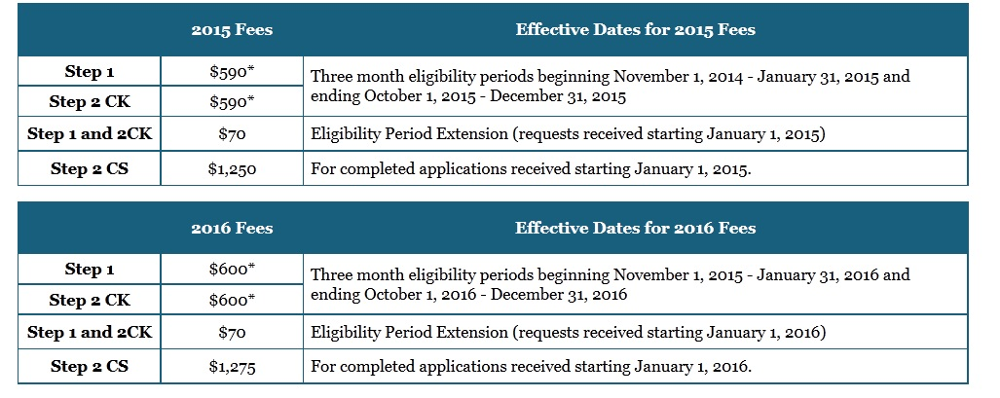 2015 Fees Effective Dates for 2015 Fees
Step 1 $590*
Three month eligibility periods beginning November 1, 2014 - January 31, 2015 and
ending October 1, 2015 - December 31, 2015
Step 2 CK $590*
Step 1 and 2CK $70 Eligibility Period Extension (requests received starting January 1, 2015)
Step 2 CS $1,250 For completed applications received starting January 1, 2015.
2016 Fees Effective Dates for 2016 Fees
Step 1 $600*
Three month eligibility periods beginning November 1, 2015 - January 31, 2016 and
ending October 1, 2016 - December 31, 2016
Step 2 CK $600*
Step 1 and 2CK $70 Eligibility Period Extension (requests received starting January 1, 2016)
Step 2 CS $1,275 For completed applications received starting January 1, 2016.